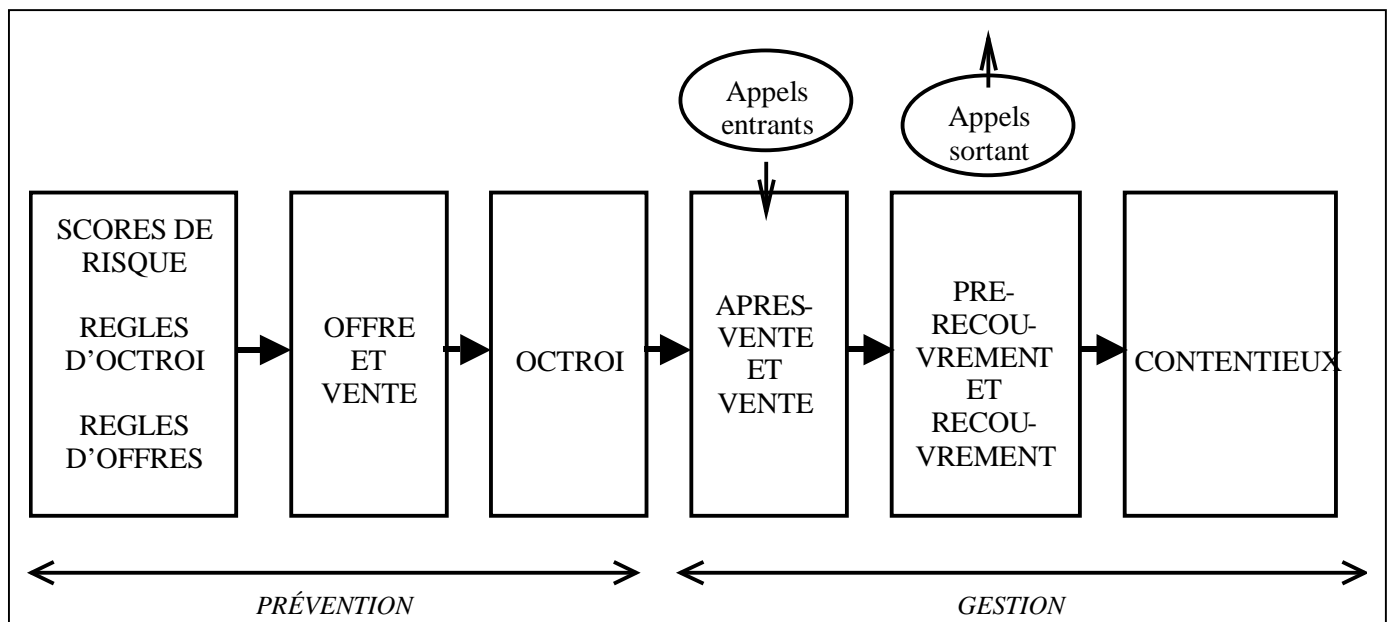 Appels
entrants
Appels
sortant
SCORES DE
RISQUE
REGLES
D'OCTROI
REGLES
D'OFFRES
OFFRE
ET
VENTE
OCTROI
APRES-
VENTE
ET
VENTE
PRE-
RECOU-
VREMENT
ET
RECOU-
VREMENT
CONTENTIEUX
PRÉVENTION
GESTION